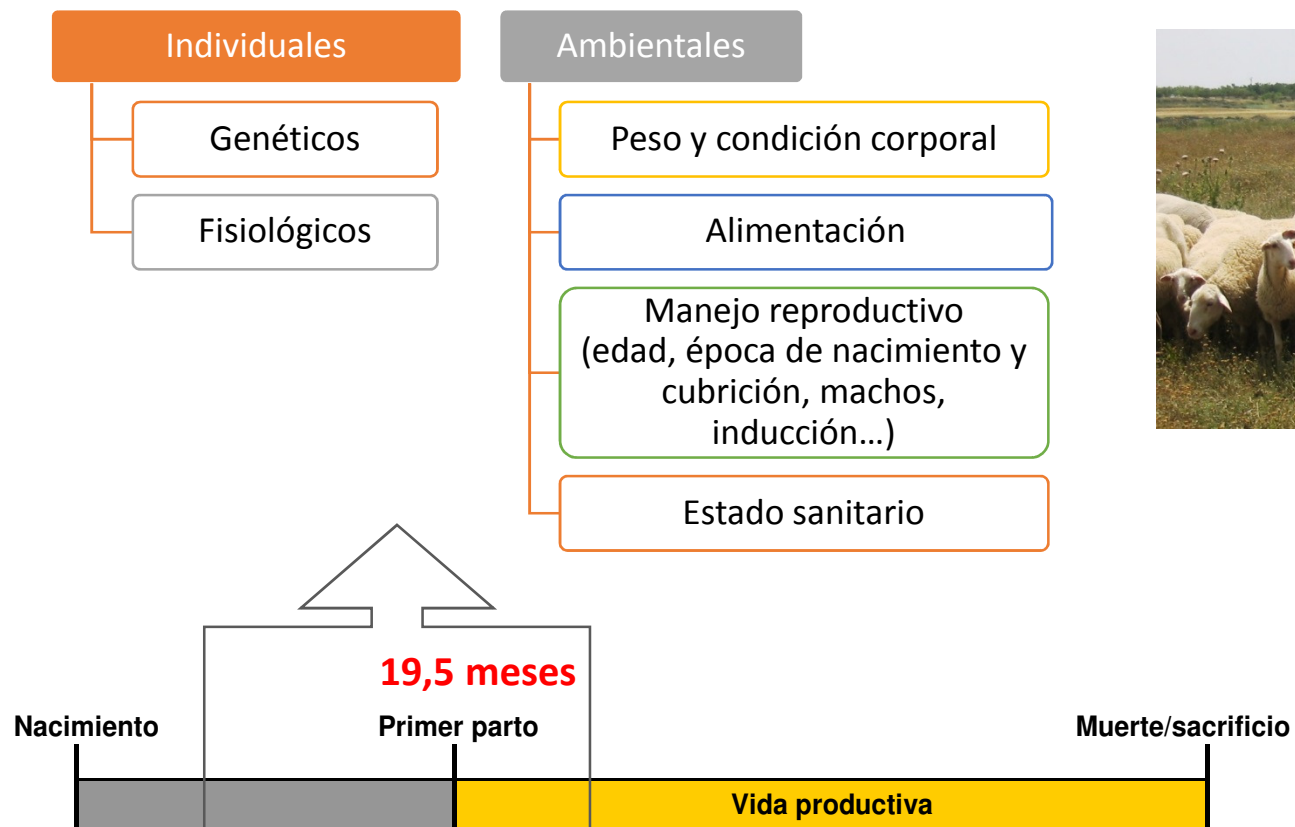 Individuales
Ambientales
Genéticos
Fisiológicos
Peso y condición corporal
Alimentación
Manejo reproductivo
(edad, época de nacimiento y
cubrición, machos,
inducción…)
Estado sanitario
19,5 meses
Nacimiento
Primer parto
Muerte/sacrificio
Vida productiva